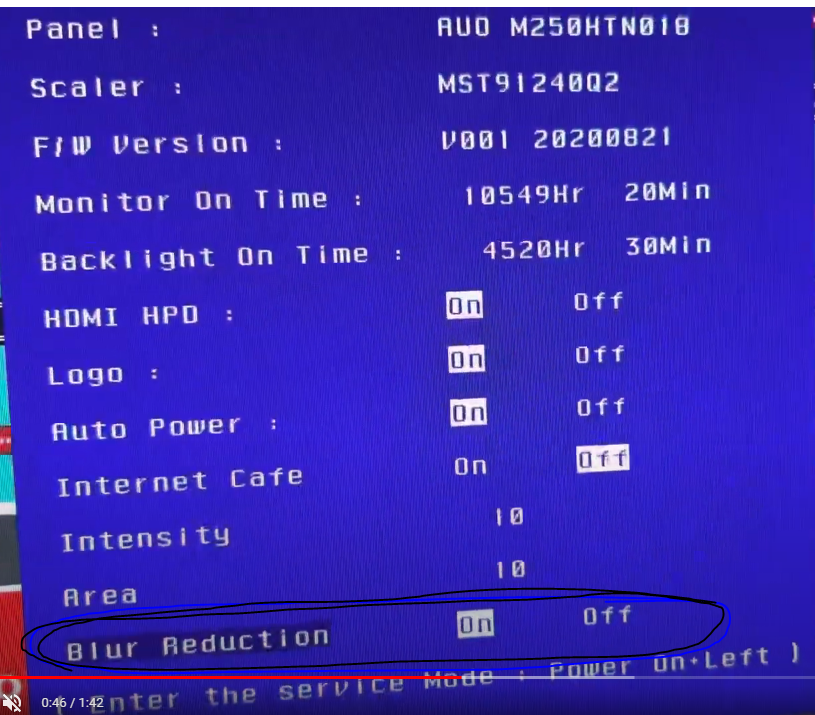 Panel : AUO M250HTN018
Scaler : MST91240Q2
F/W Version : V001 20200821
Monitor On Time : 10549Hr 20Min
Backlight On Time : 4520Hr 30Min
HDMI HPD : On Off
Logo : On Off
Auto Power : On Off
Internet Cafe On Off
Intensity 10
Area 10
Blur Reduction On Off
( Enter the service Mode : Power On+Left )
0:46 / 1:42